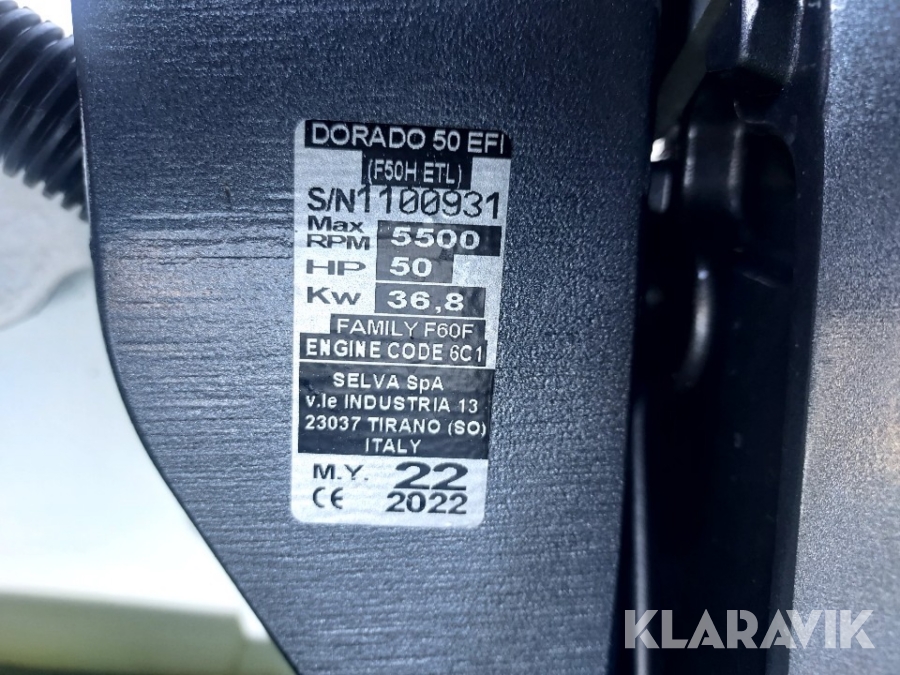 DORADO 50 EFI
(F50H ETL)
S/N1100931
Max RPM 5500
HP 50
Kw 36,8
FAMILY F60F
ENGINE CODE 6C1
SELVA SpA
v.le INDUSTRIA 13
23037 TIRANO (SO)
ITALY
M.Y. 22
CE 2022
KLARAVIK